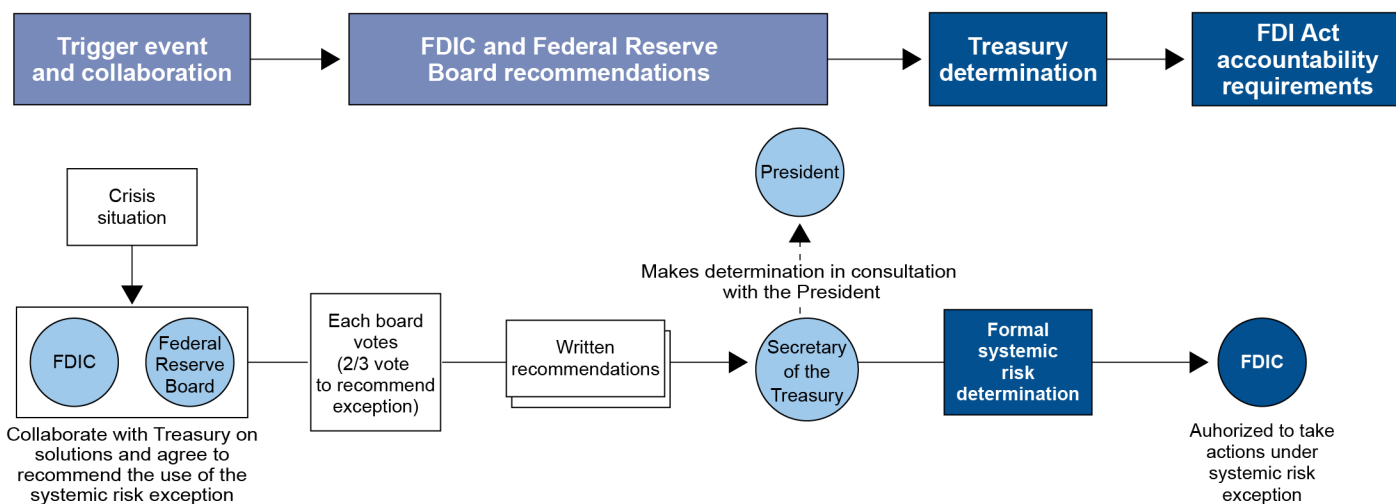 Trigger event
and collaboration
FDIC and Federal Reserve
Board recommendations
Treasury
determination
FDI Act
accountability
requirements
Crisis
situation
FDIC
Federal
Reserve
Board
Collaborate with Treasury on
solutions and agree to
recommend the use of the
systemic risk exception
Each board
votes
(2/3 vote
to recommend
exception)
Written
recommendations
President
Makes determination in consultation
with the President
Secretary
of the
Treasury
Formal
systemic
risk
determination
FDIC
Auhorized to take
actions under
systemic risk
exception